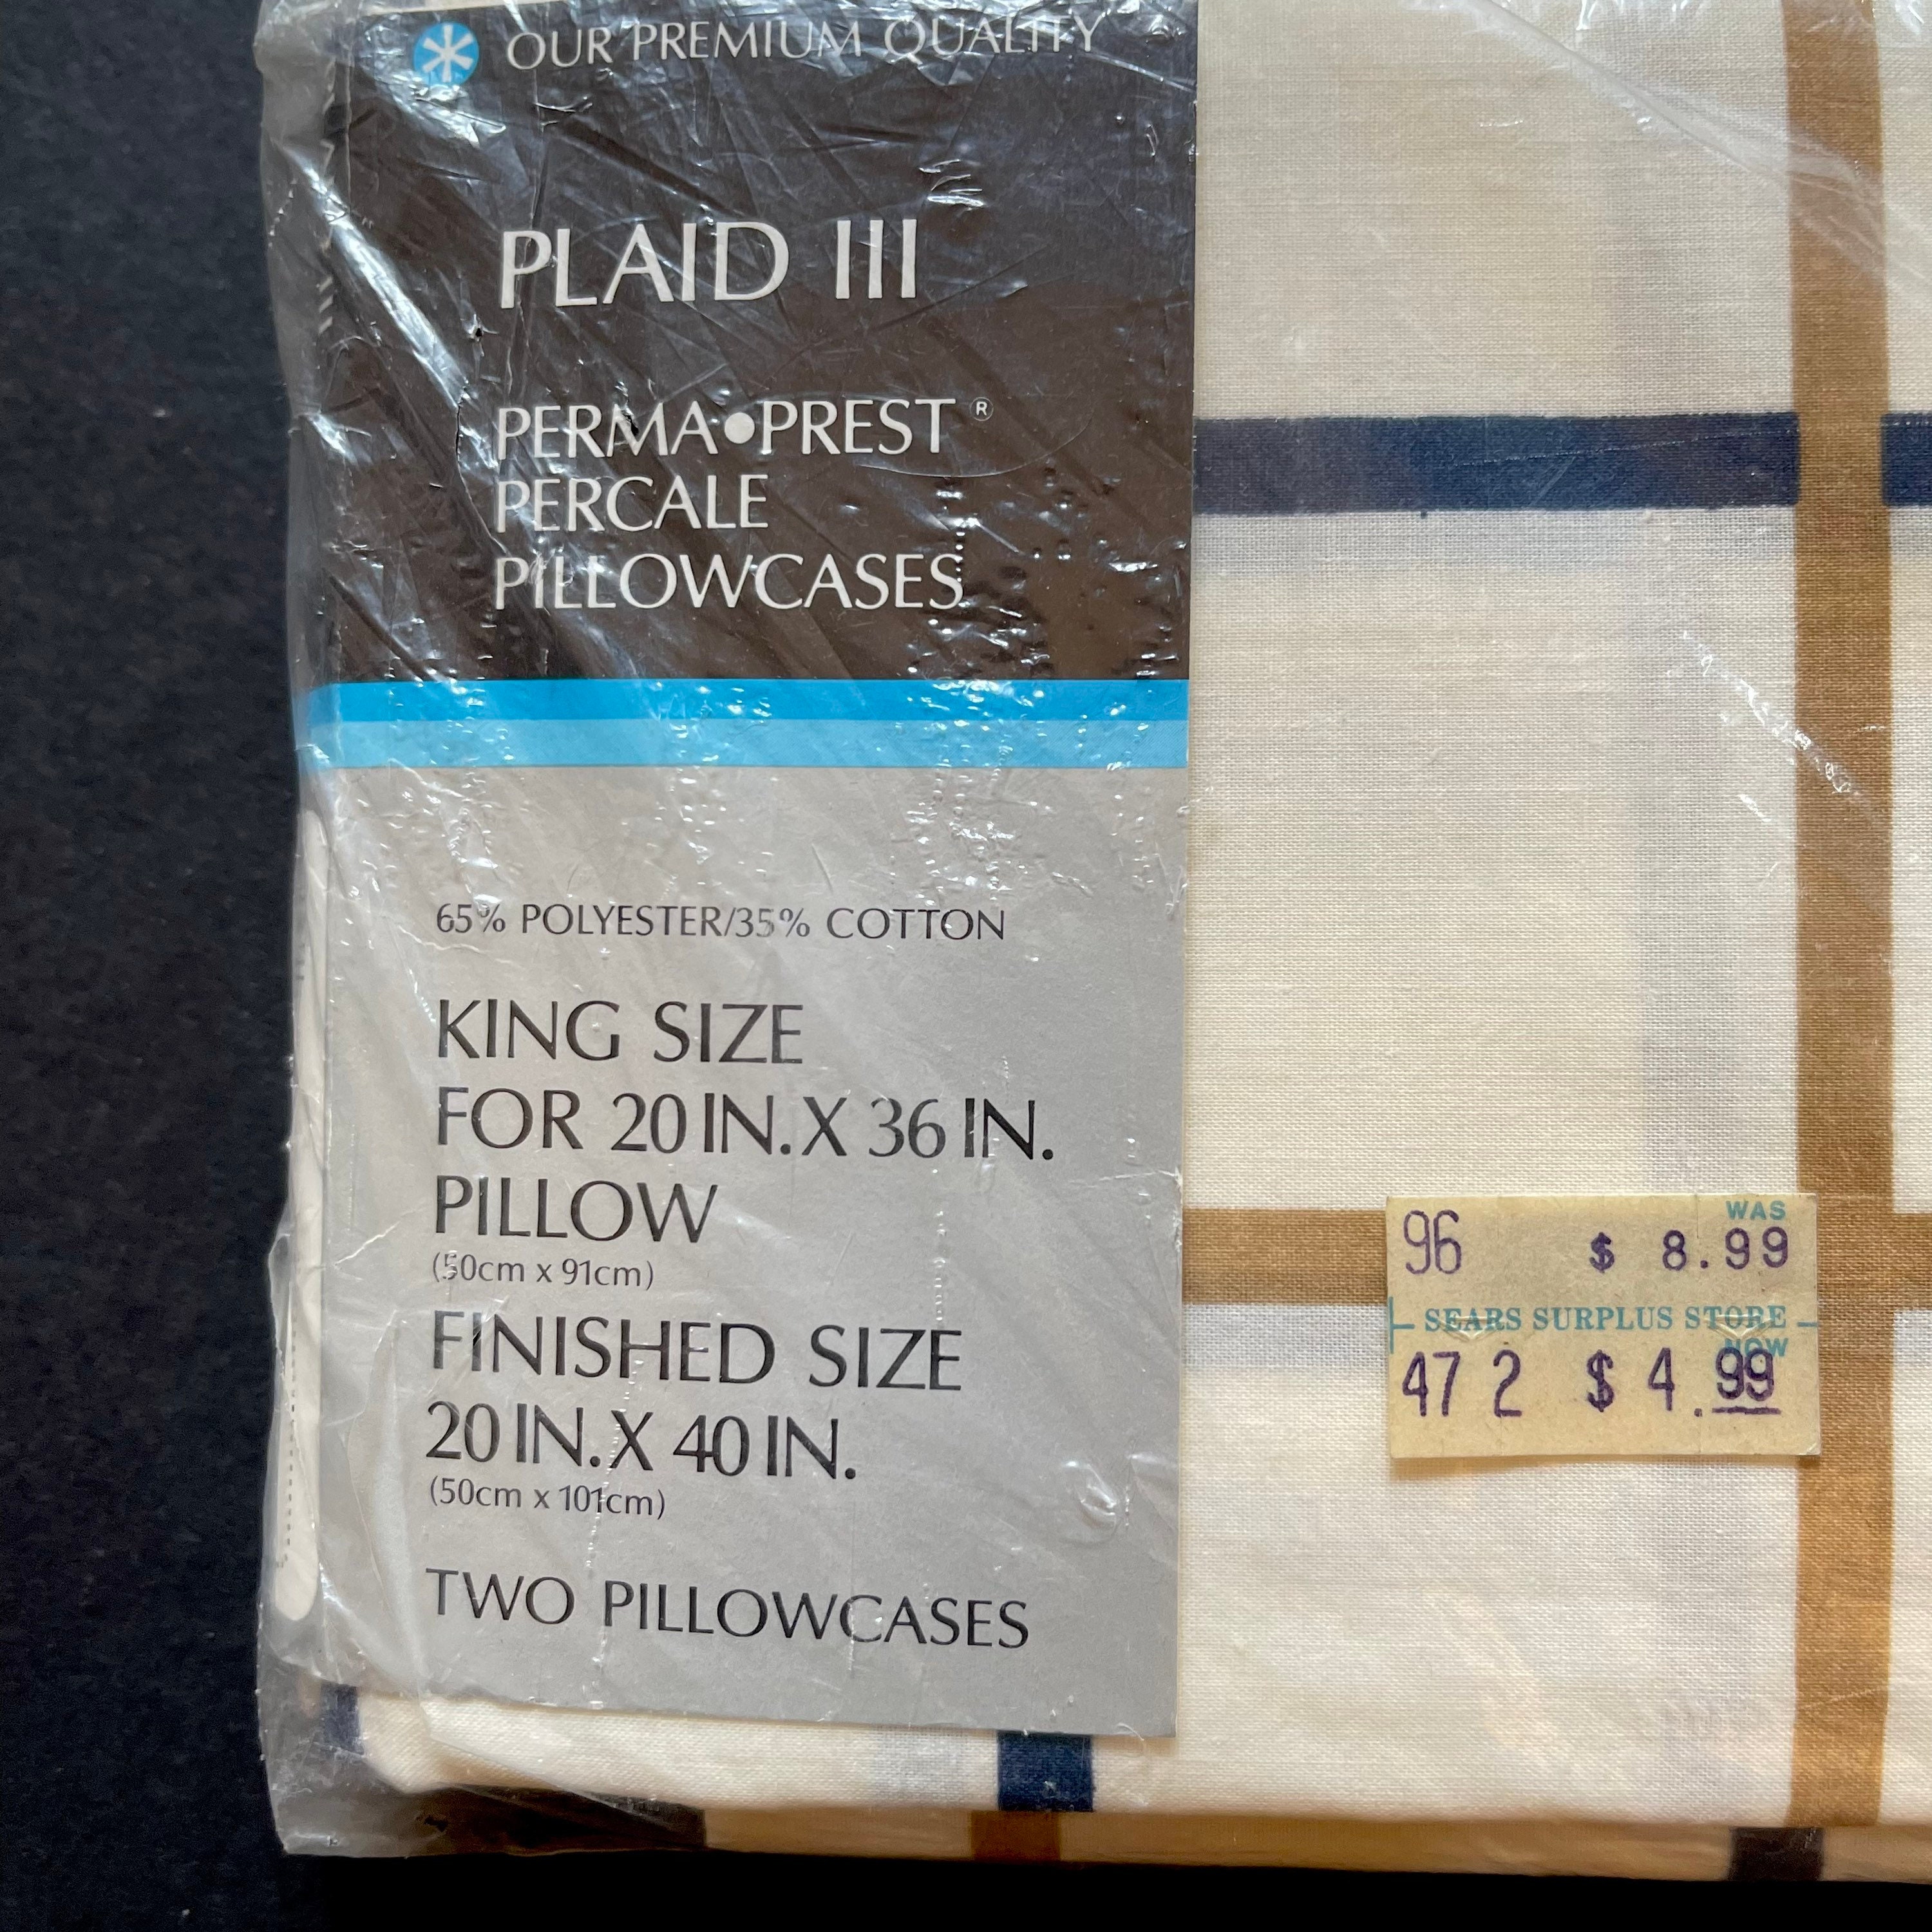 OUR PREMIUM QUALITY
PLAID III
PERMA•PREST®
PERCALE
PILLOWCASES
65% POLYESTER/35% COTTON
KING SIZE
FOR 20 IN. X 36 IN.
PILLOW
(50cm x 91cm)
FINISHED SIZE
20 IN. X 40 IN.
(50cm x 101cm)
TWO PILLOWCASES
WAS
96 $ 8.99
SEARS SURPLUS STORE
NOW
47 2 $ 4.99